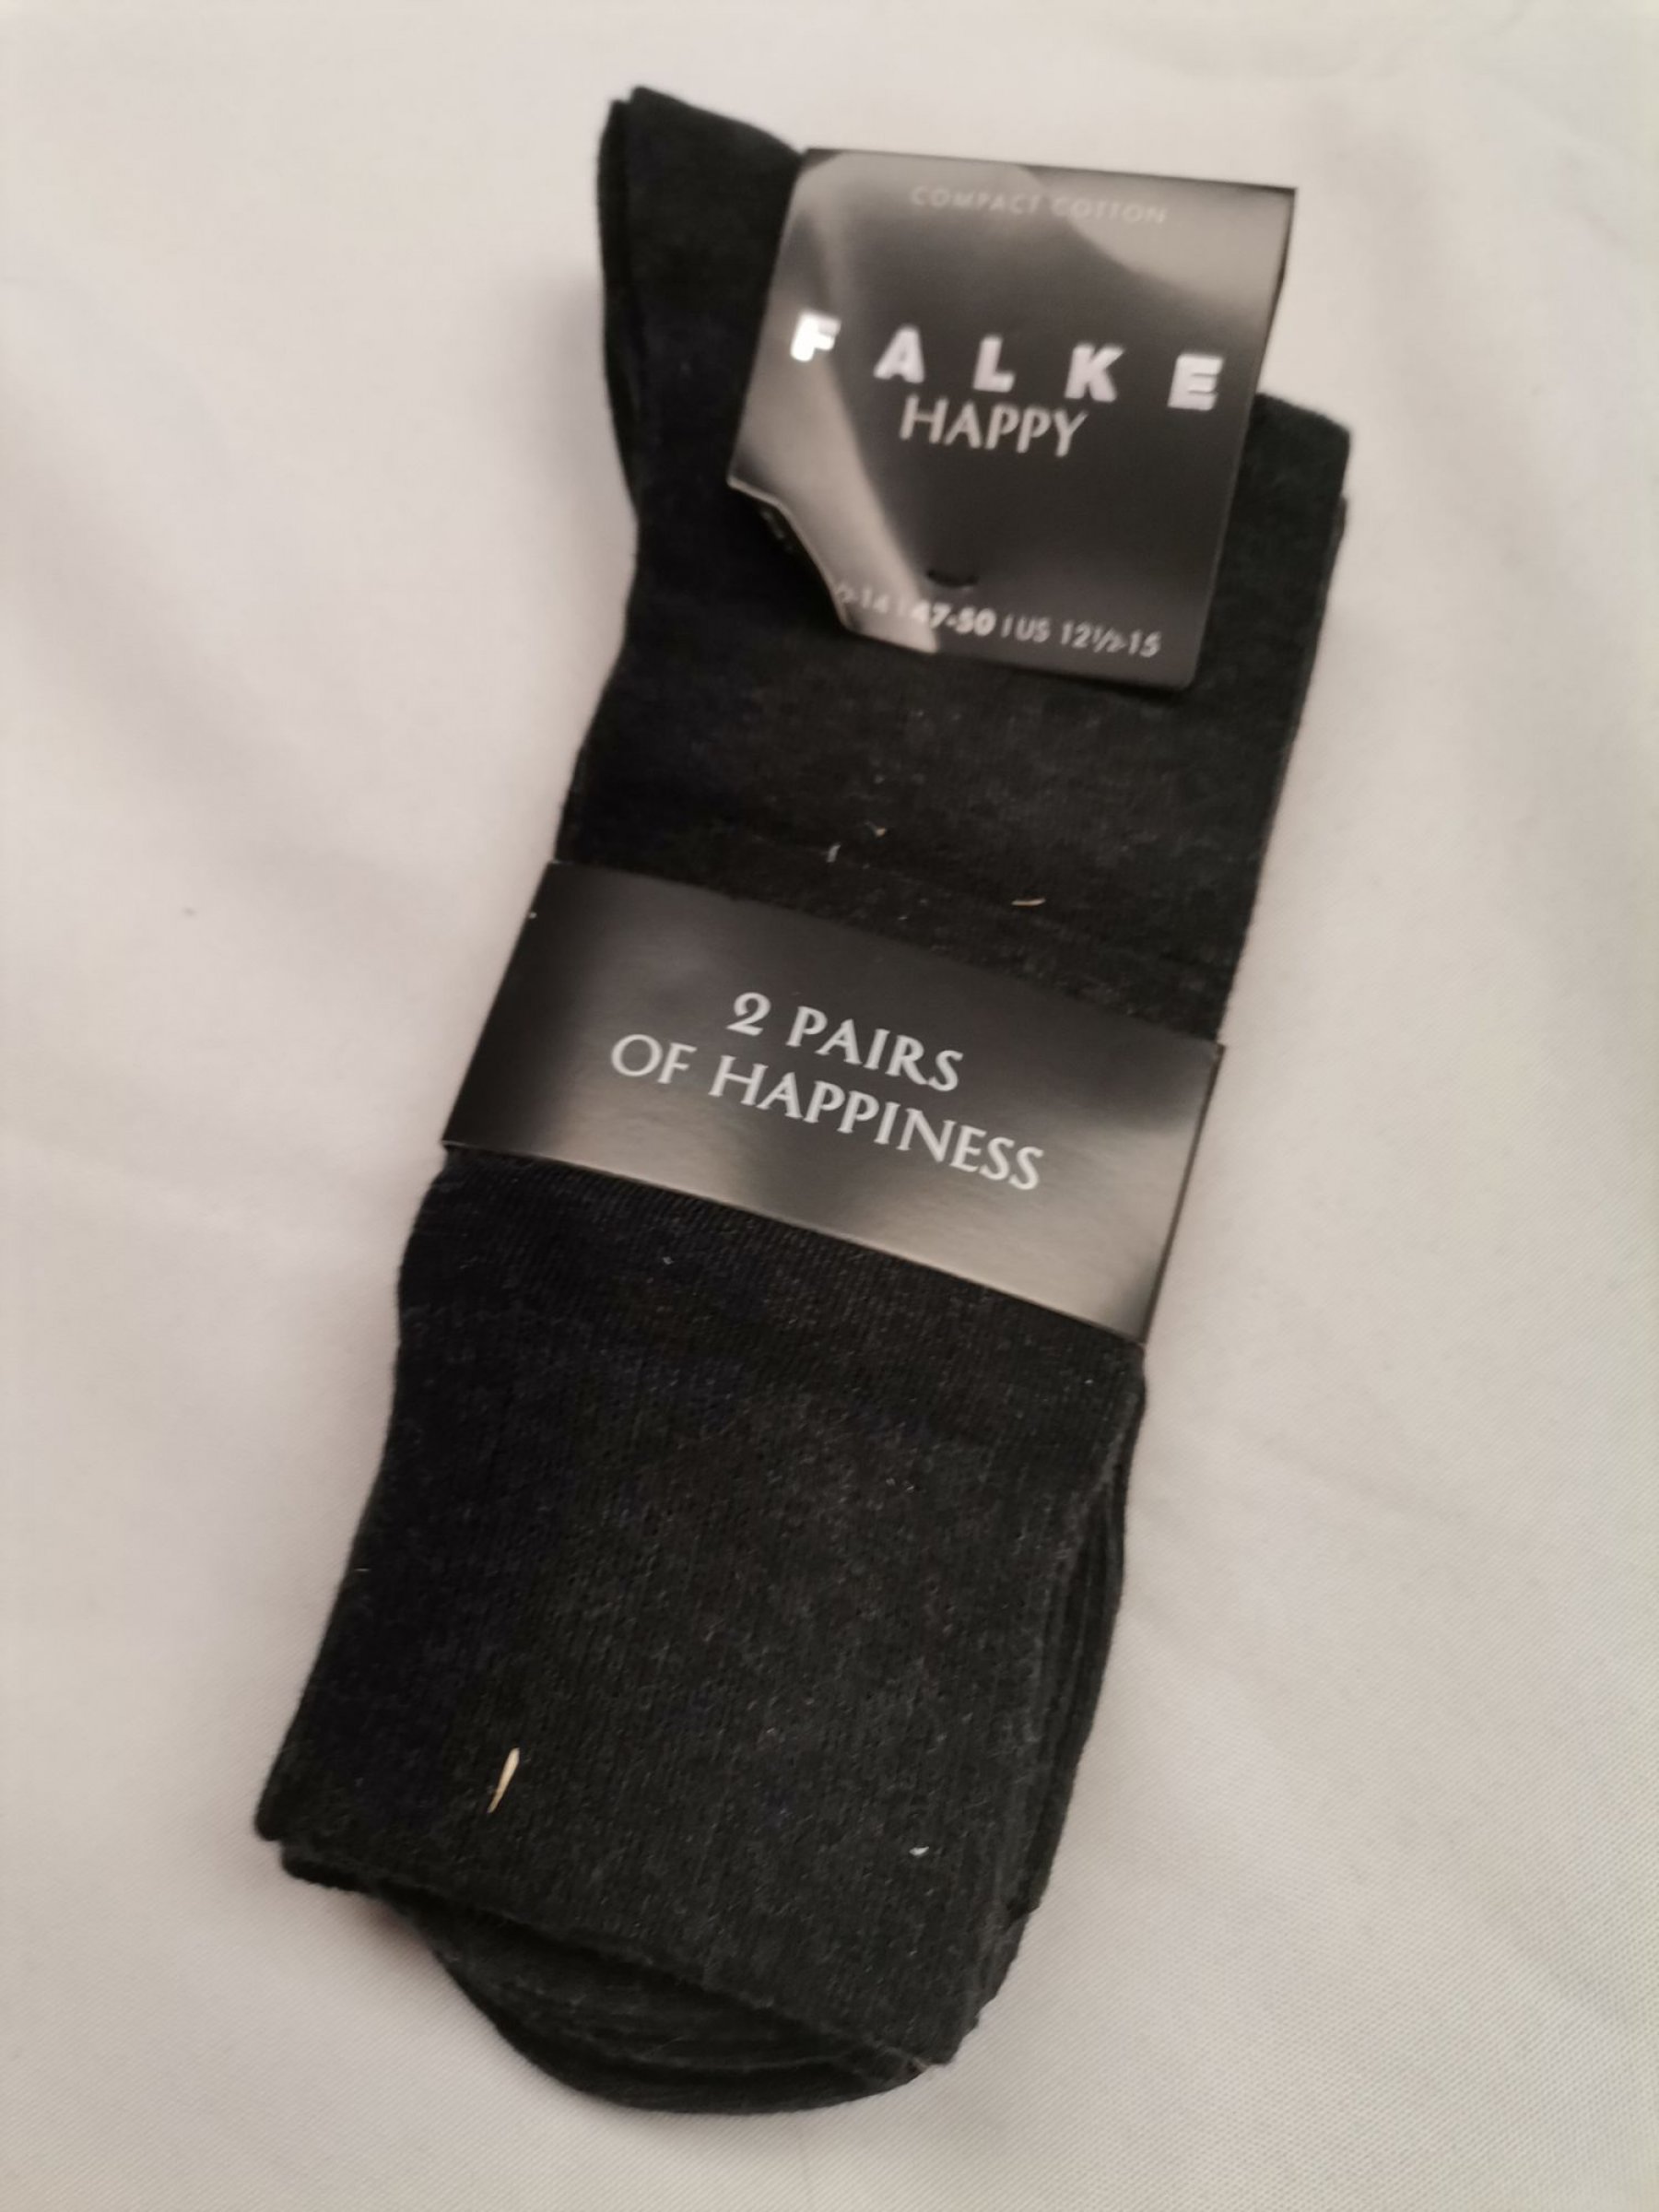 COMPACT COTTON
FALKE
HAPPY
47-50 | US 12½-15
2 PAIRS
OF HAPPINESS